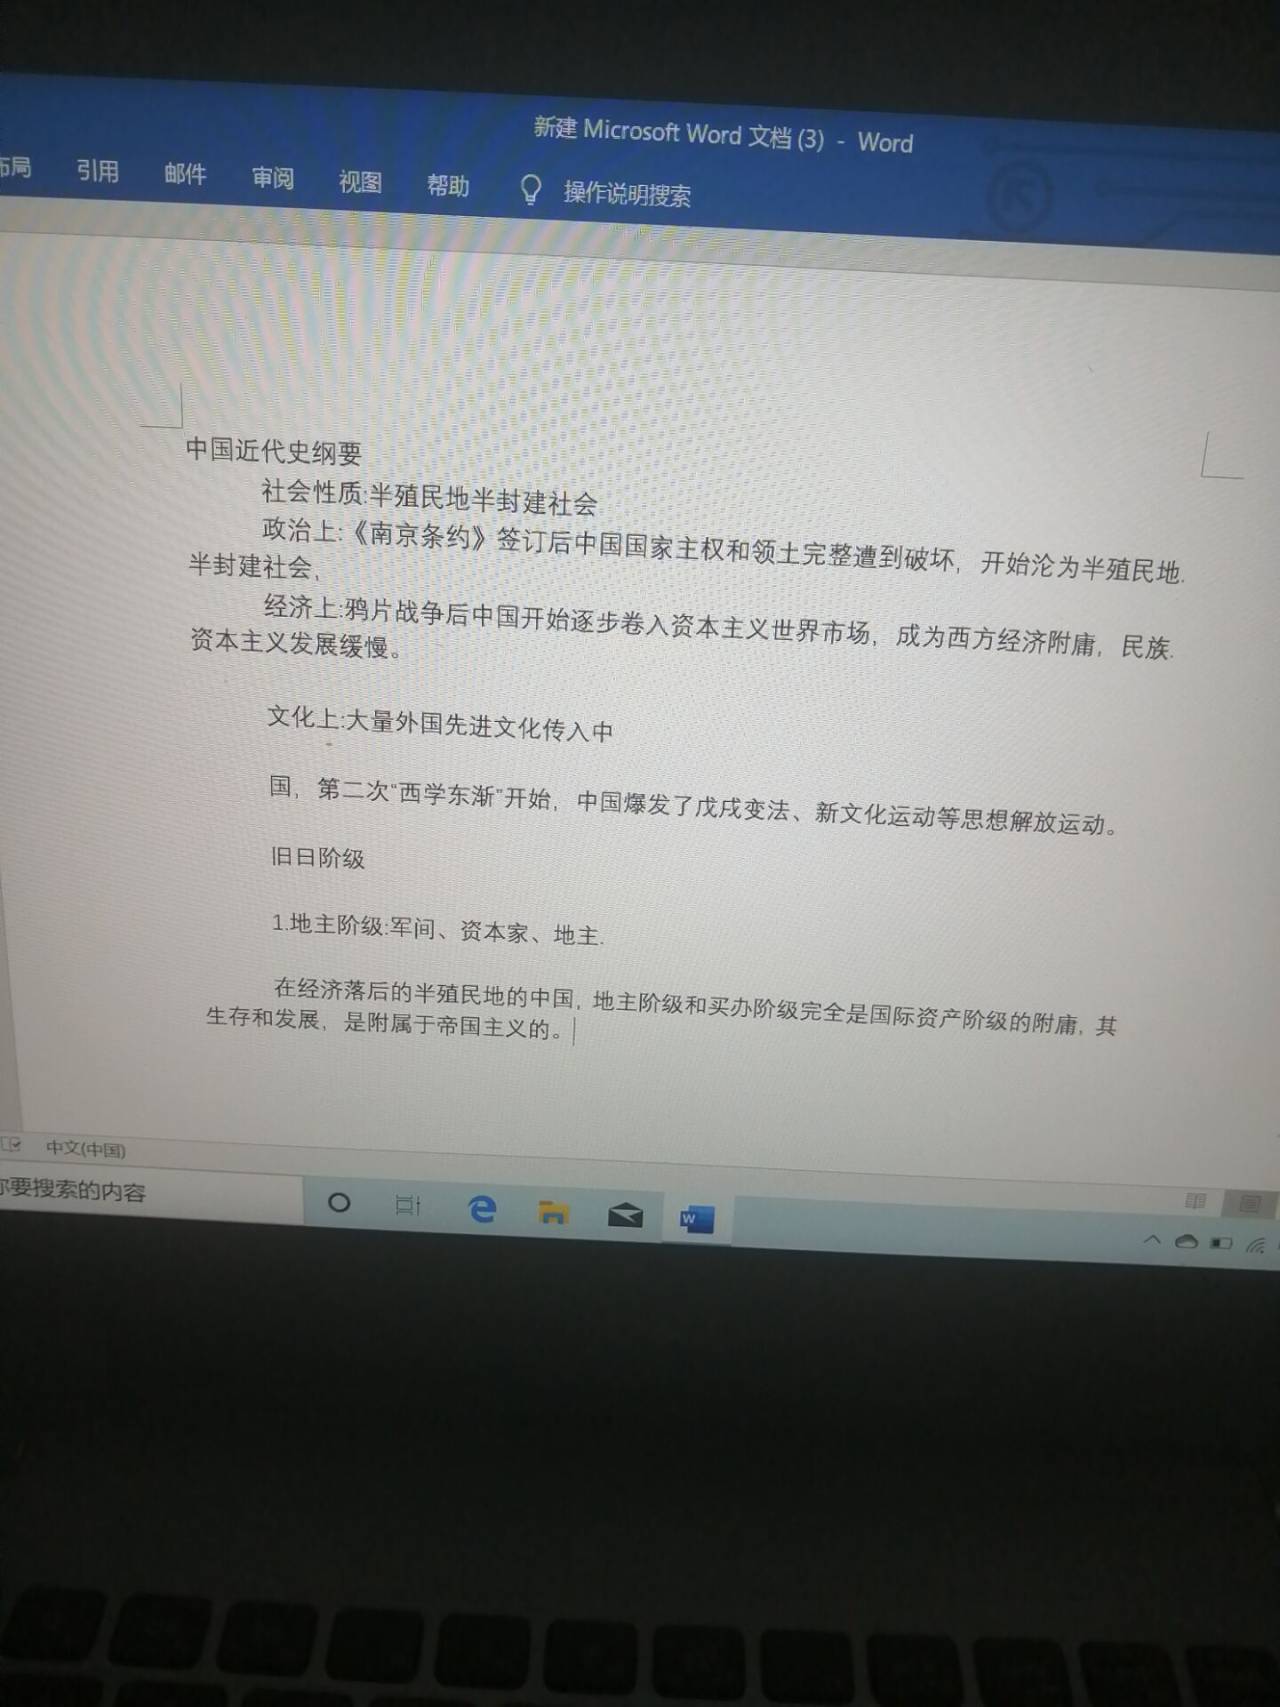 新建 Microsoft Word 文档 (3) - Word
布局 引用 邮件 审阅 视图 帮助 操作说明搜索
中国近代史纲要
社会性质:半殖民地半封建社会
政治上:《南京条约》签订后中国国家主权和领土完整遭到破坏，开始沦为半殖民地.
半封建社会、
经济上:鸦片战争后中国开始逐步卷入资本主义世界市场，成为西方经济附庸，民族.
资本主义发展缓慢。
文化上:大量外国先进文化传入中
国，第二次“西学东渐”开始，中国爆发了戊戌变法、新文化运动等思想解放运动。
旧日阶级
1.地主阶级:军间、资本家、地主.
在经济落后的半殖民地的中国, 地主阶级和买办阶级完全是国际资产阶级的附庸, 其
生存和发展，是附属于帝国主义的。
中文(中国)
你要搜索的内容